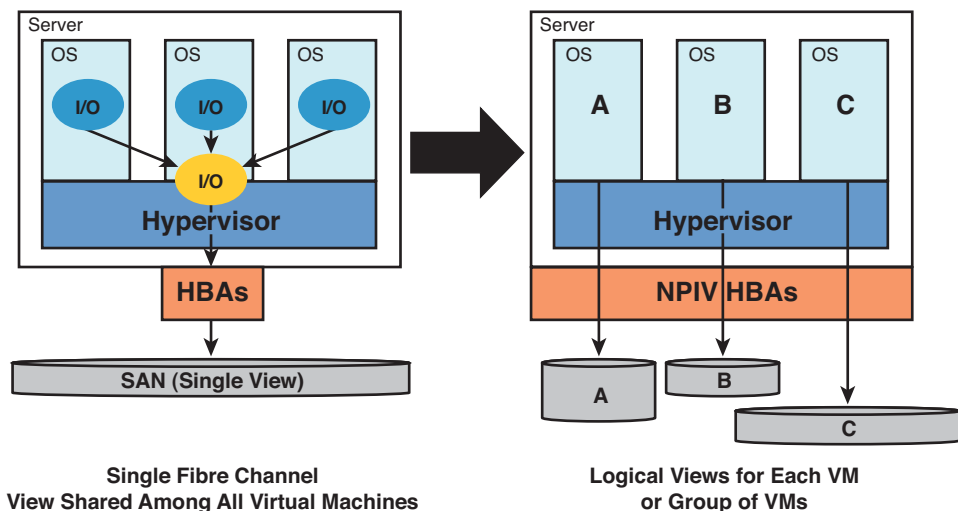 Server
OS
OS
OS
I/O
I/O
I/O
I/O
Hypervisor
HBAs
SAN (Single View)
Single Fibre Channel
View Shared Among All Virtual Machines
Server
OS
OS
OS
A
B
C
Hypervisor
NPIV HBAs
A
B
C
Logical Views for Each VM
or Group of VMs